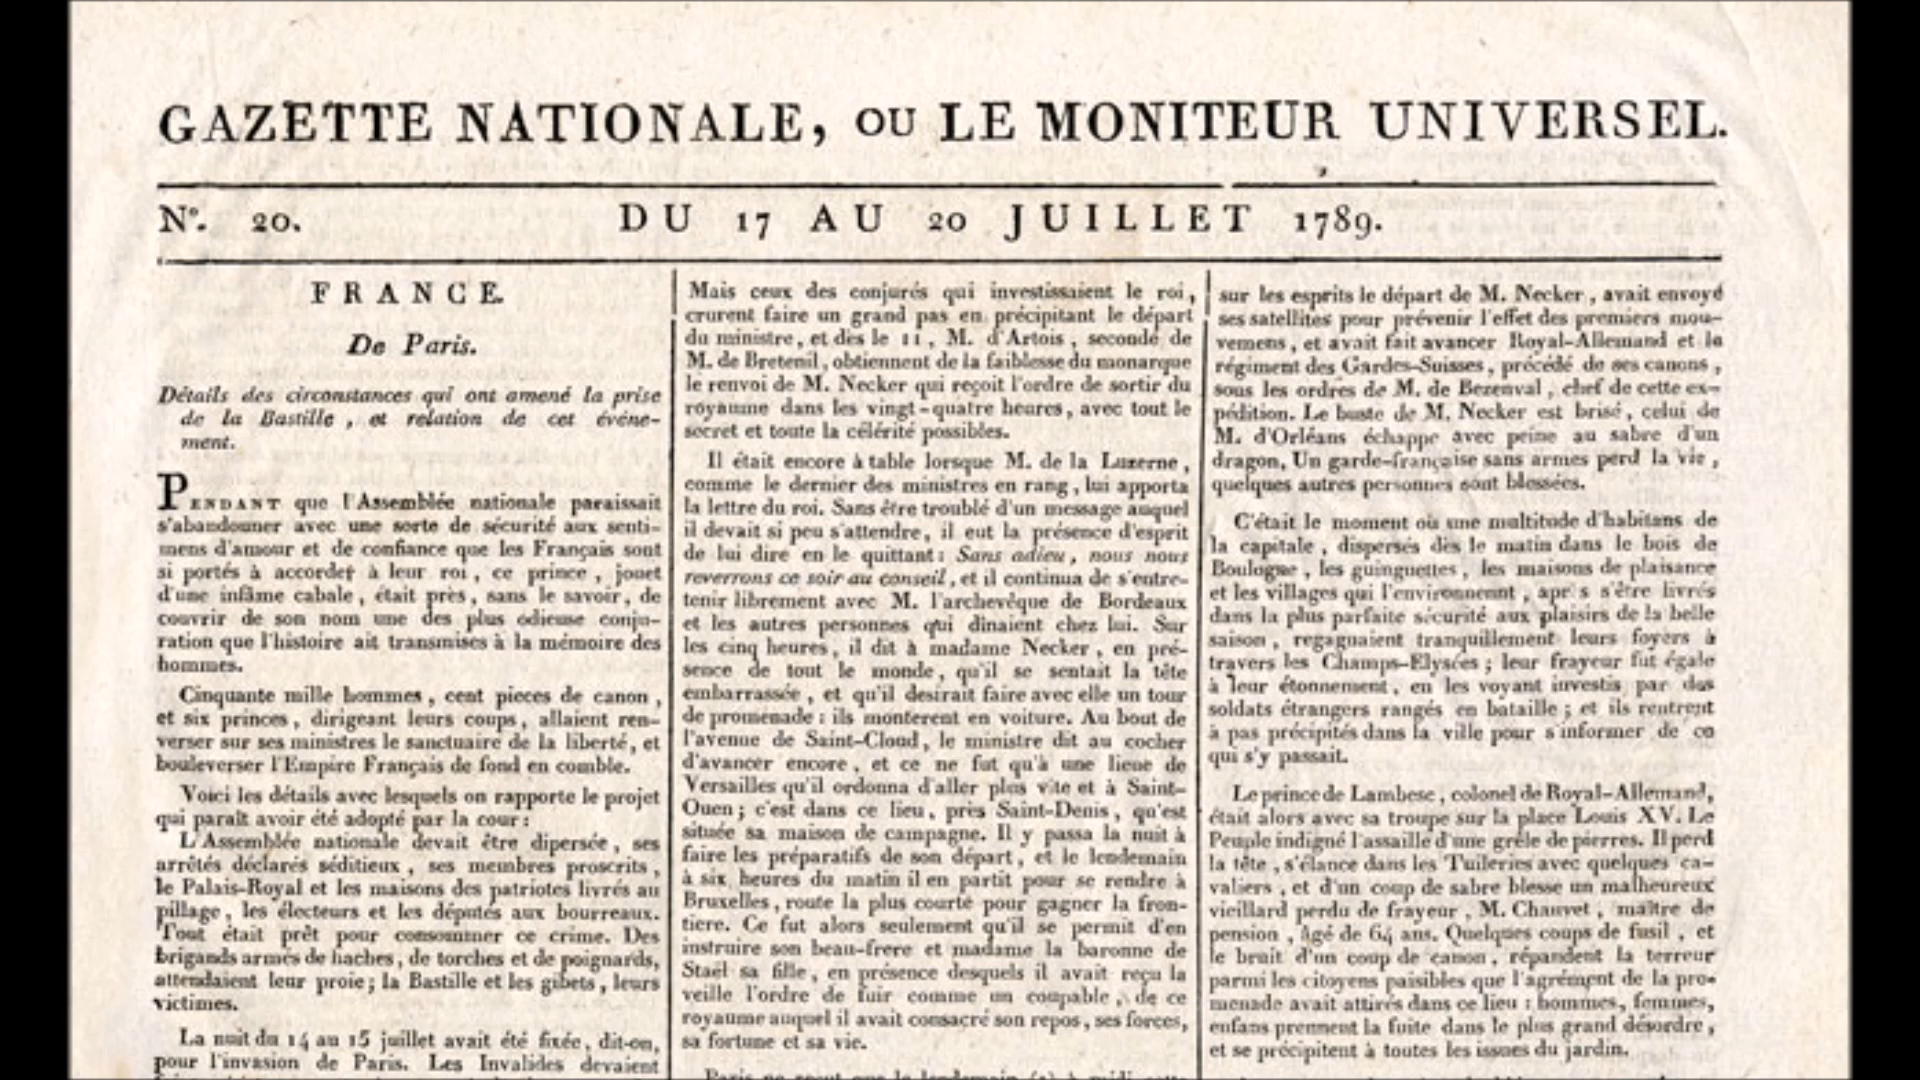 GAZETTE NATIONALE, OU LE MONITEUR UNIVERSEL.
N°. 20. DU 17 AU 20 JUILLET 1789.
FRANCE.
De Paris.
Détails des circonstances qui ont amené la prise
de la Bastille, et relation de cet événe-
ment.
PENDANT que l'Assemblée nationale paraissait
s'abandonner avec une sorte de sécurité aux senti-
mens d'amour et de confiance que les Français sont
si portés à accorder à leur roi, ce prince, jouet
d'une infâme cabale, était près, sans le savoir, de
couvrir de son nom une des plus odieuse conju-
ration que l'histoire ait transmises à la mémoire des
hommes.
Cinquante mille hommes, cent pieces de canon,
et six princes, dirigeant leurs coups, allaient ren-
verser sur ses ministres le sanctuaire de la liberté, et
bouleverser l'Empire Français de fond en comble.
Voici les détails avec lesquels on rapporte le projet
qui paraît avoir été adopté par la cour:
L'Assemblée nationale devait être dipersée, ses
arrêtés déclarés séditieux, ses membres proscrits,
le Palais-Royal et les maisons des patriotes livrés au
pillage, les électeurs et les députés aux bourreaux.
Tout était prêt pour consommer ce crime. Des
brigands armés de haches, de torches et de poignards,
attendaient leur proie; la Bastille et les gibets, leurs
victimes.
La nuit du 14 au 15 juillet avait été fixée, dit-on,
pour l'invasion de Paris. Les Invalides devaient
Mais ceux des conjurés qui investissaient le roi,
crurent faire un grand pas en précipitant le départ
du ministre, et dès le 11, M. d'Artois, secondé de
M. de Breteuil, obtiennent de la faiblesse du monarque
le renvoi de M. Necker qui reçoit l'ordre de sortir du
royaume dans les vingt-quatre heures, avec tout le
secret et toute la célérité possibles.
Il était encore à table lorsque M. de la Luzerne,
comme le dernier des ministres en rang, lui apporta
la lettre du roi. Sans être troublé d'un message auquel
il devait si peu s'attendre, il eut la présence d'esprit
de lui dire en le quittant: Sans adieu, nous nous
reverrons ce soir au conseil, et il continua de s'entre-
tenir librement avec M. l'archevêque de Bordeaux
et les autres personnes qui dînaient chez lui. Sur
les cinq heures, il dit à madame Necker, en pré-
sence de tout le monde, qu'il se sentait la tête
embarrassée, et qu'il desirait faire avec elle un tour
de promenade: ils monterent en voiture. Au bout de
l'avenue de Saint-Cloud, le ministre dit au cocher
d'avancer encore, et ce ne fut qu'à une lieue de
Versailles qu'il ordonna d'aller plus vite et à Saint-
Ouen; c'est dans ce lieu, près Saint-Denis, qu'est
située sa maison de campagne. Il y passa la nuit à
faire les préparatifs de son départ, et le lendemain
à six heures du matin il en partit pour se rendre à
Bruxelles, route la plus courte pour gagner la fron-
tiere. Ce fut alors seulement qu'il se permit d'en
instruire son beau-frere et madame la baronne de
Stael sa fille, en présence desquels il avait reçu la
veille l'ordre de fuir comme un coupable, de ce
royaume auquel il avait consacré son repos, ses forces,
sa fortune et sa vie.
sur les esprits le départ de M. Necker, avait envoyé
ses satellites pour prévenir l'effet des premiers mou-
vemens, et avait fait avancer Royal-Allemand et le
régiment des Gardes-Suisses, précédé de ses canons,
sous les ordres de M. de Bezenval, chef de cette ex-
pédition. Le buste de M. Necker est brisé, celui de
M. d'Orléans échappe avec peine au sabre d'un
dragon. Un garde-française sans armes perd la vie,
quelques autres personnes sont blessées.
C'était le moment où une multitude d'habitans de
la capitale, dispersés dès le matin dans le bois de
Boulogne, les guinguettes, les maisons de plaisance
et les villages qui l'environnent, apr s s'être livrés
dans la plus parfaite sécurité aux plaisirs de la belle
saison, regagnaient tranquillement leurs foyers à
travers les Champs-Elysées; leur frayeur fut égale
à leur étonnement, en les voyant investis par des
soldats étrangers rangés en bataille; et ils rentrent
à pas précipités dans la ville pour s'informer de ce
qui s'y passait.
Le prince de Lambesc, colonel de Royal-Allemand,
était alors avec sa troupe sur la place Louis XV. Le
Peuple indigné l'assaille d'une grêle de pierres. Il perd
la tête, s'élance dans les Tuileries avec quelques ca-
valiers, et d'un coup de sabre blesse un malheureux
vieillard perdu de frayeur, M. Chauvet, maître de
pension, âgé de 64 ans. Quelques coups de fusil, et
le bruit d'un coup de canon, répandent la terreur
parmi les citoyens paisibles que l'agrément de la pro-
menade avait attirés dans ce lieu: hommes, femmes,
enfans prennent la fuite dans le plus grand désordre,
et se précipitent à toutes les issues du jardin.